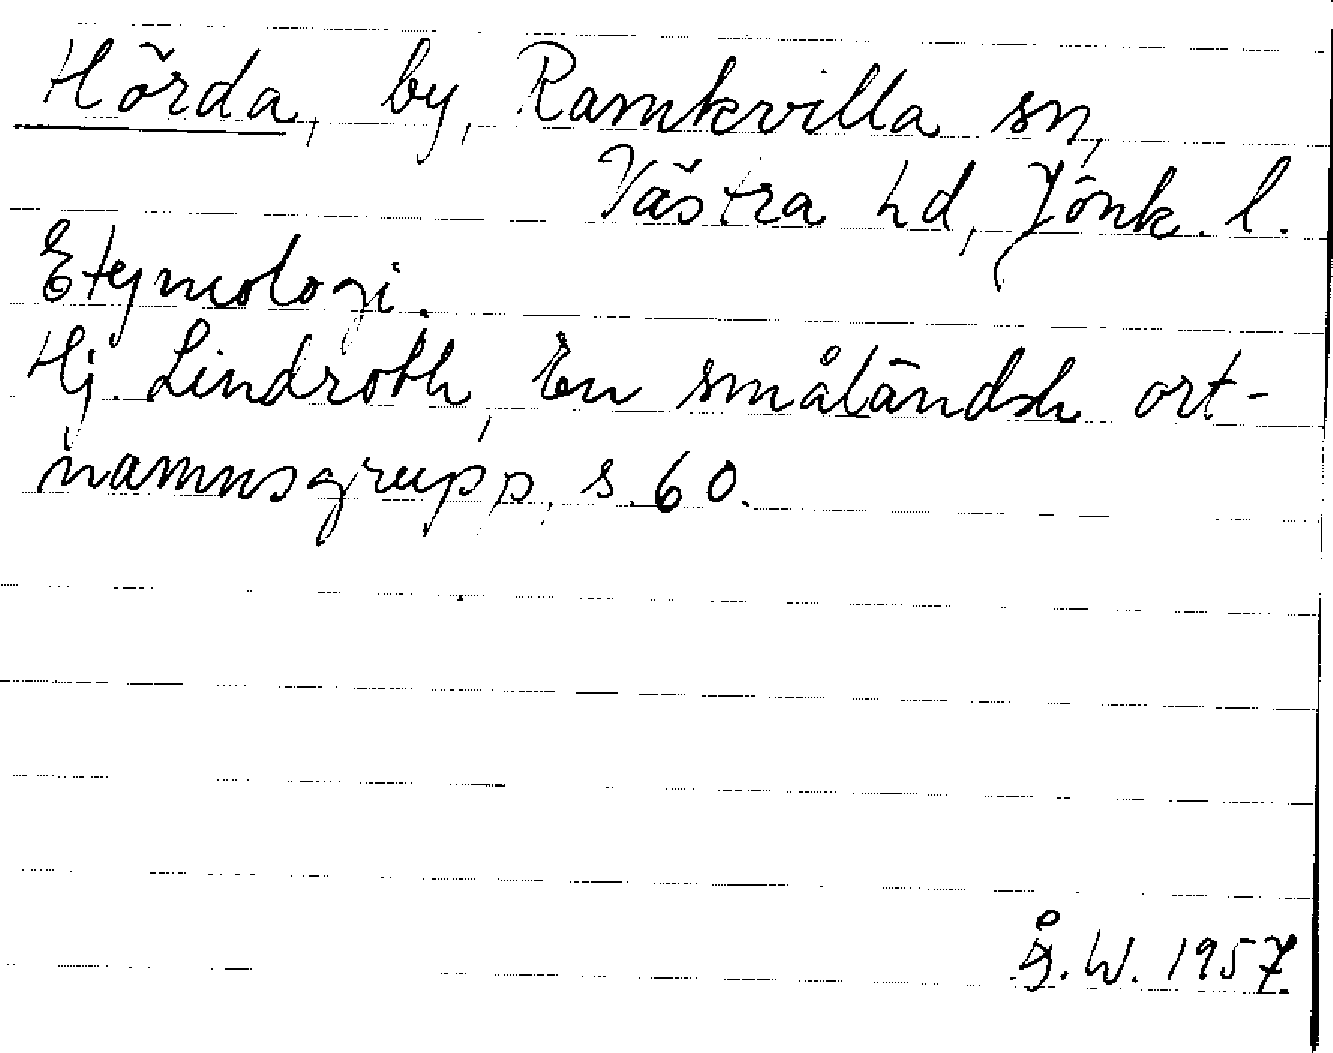 Hörda, by, Ramkvilla sn,
Västra hd, Jönk. l.
Etymologi.
Hj. Lindroth, En småländsk ort-
namnsgrupp, s. 60.
Å.W. 1957.